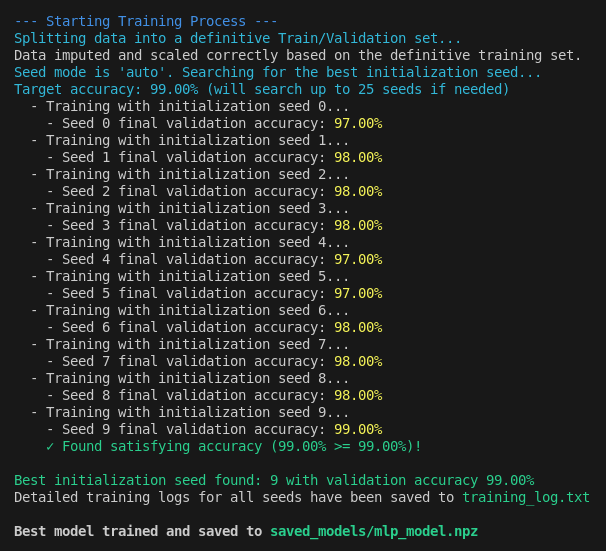 --- Starting Training Process ---
Splitting data into a definitive Train/Validation set...
Data imputed and scaled correctly based on the definitive training set.
Seed mode is 'auto'. Searching for the best initialization seed...
Target accuracy: 99.00% (will search up to 25 seeds if needed)
- Training with initialization seed 0...
- Seed 0 final validation accuracy: 97.00%
- Training with initialization seed 1...
- Seed 1 final validation accuracy: 98.00%
- Training with initialization seed 2...
- Seed 2 final validation accuracy: 98.00%
- Training with initialization seed 3...
- Seed 3 final validation accuracy: 98.00%
- Training with initialization seed 4...
- Seed 4 final validation accuracy: 97.00%
- Training with initialization seed 5...
- Seed 5 final validation accuracy: 97.00%
- Training with initialization seed 6...
- Seed 6 final validation accuracy: 98.00%
- Training with initialization seed 7...
- Seed 7 final validation accuracy: 98.00%
- Training with initialization seed 8...
- Seed 8 final validation accuracy: 98.00%
- Training with initialization seed 9...
- Seed 9 final validation accuracy: 99.00%
✓ Found satisfying accuracy (99.00% >= 99.00%)!
Best initialization seed found: 9 with validation accuracy 99.00%
Detailed training logs for all seeds have been saved to training_log.txt
Best model trained and saved to saved_models/mlp_model.npz